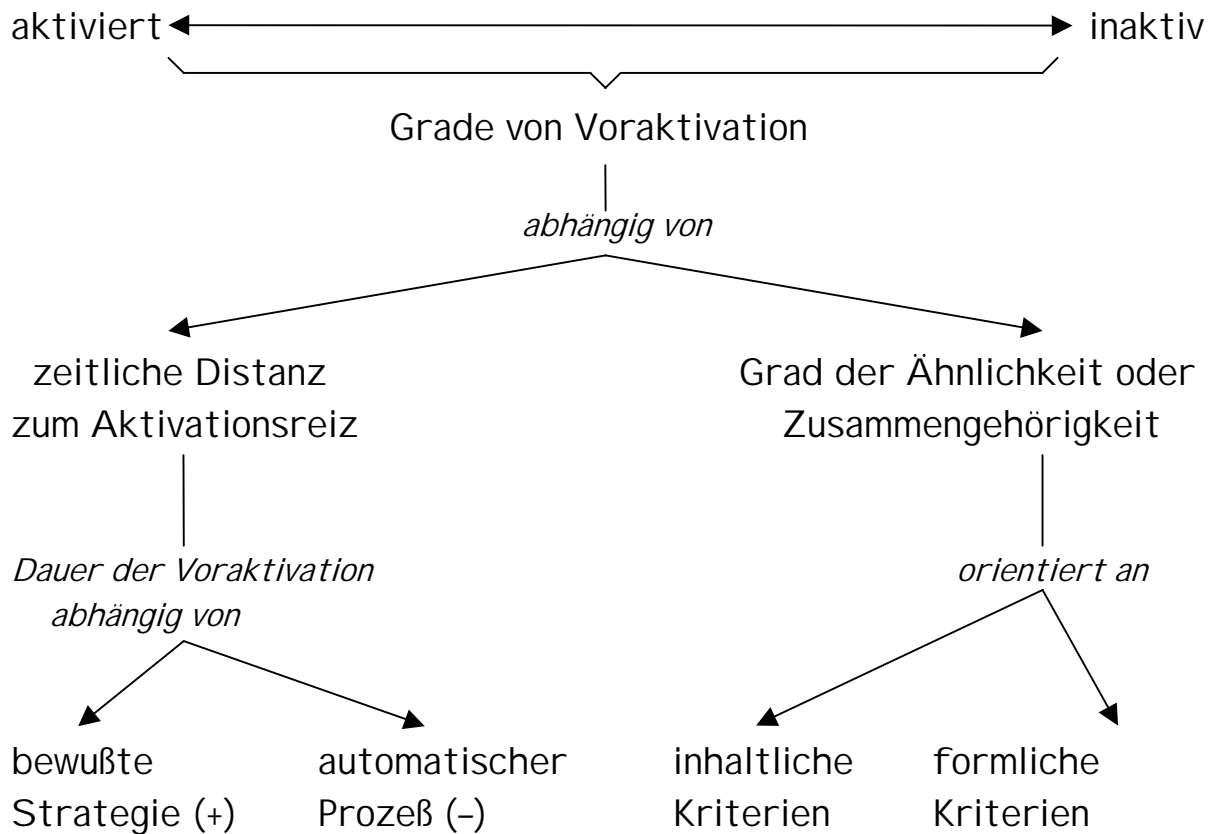 aktiviert inaktiv
Grade von Voraktivation
abhängig von
zeitliche Distanz
zum Aktivationsreiz
Grad der Ähnlichkeit oder
Zusammengehörigkeit
Dauer der Voraktivation
abhängig von
orientiert an
bewußte
Strategie (+)
automatischer
Prozeß (–)
inhaltliche
Kriterien
formliche
Kriterien